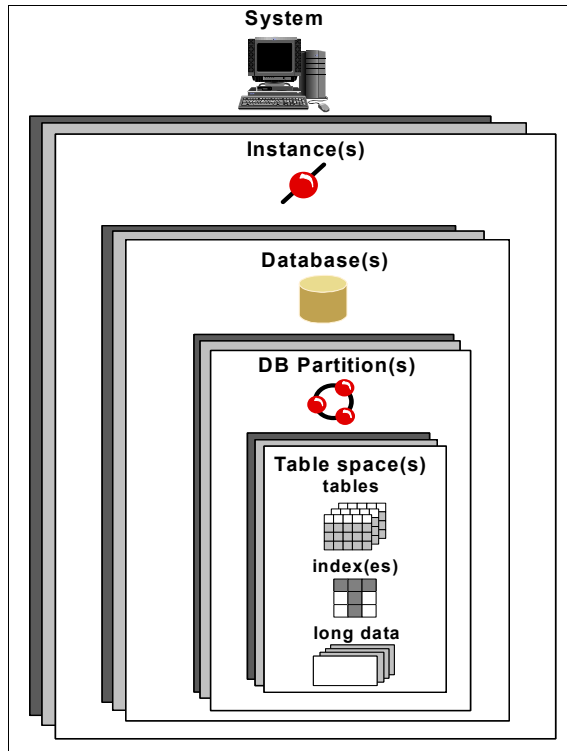 System
Instance(s)
Database(s)
DB Partition(s)
Table space(s)
tables
index(es)
long data